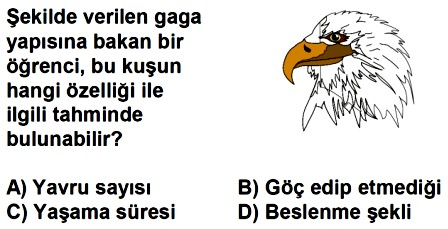 Şekilde verilen gaga
yapısına bakan bir
öğrenci, bu kuşun
hangi özelliği ile
ilgili tahminde
bulunabilir?
A) Yavru sayısı B) Göç edip etmediği
C) Yaşama süresi D) Beslenme şekli